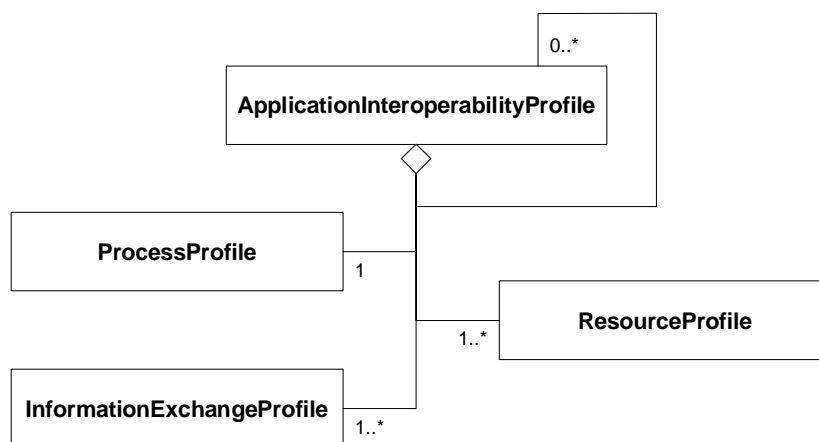 0..*
ApplicationInteroperabilityProfile
ProcessProfile
1
ResourceProfile
1..*
InformationExchangeProfile
1..*